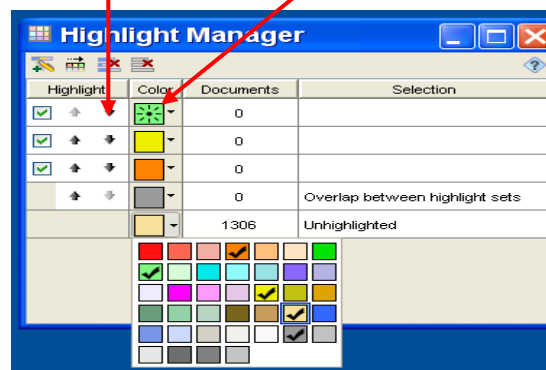 Highlight Manager
Highlight Color Documents Selection
0
0
0
0 Overlap between highlight sets
1306 Unhighlighted